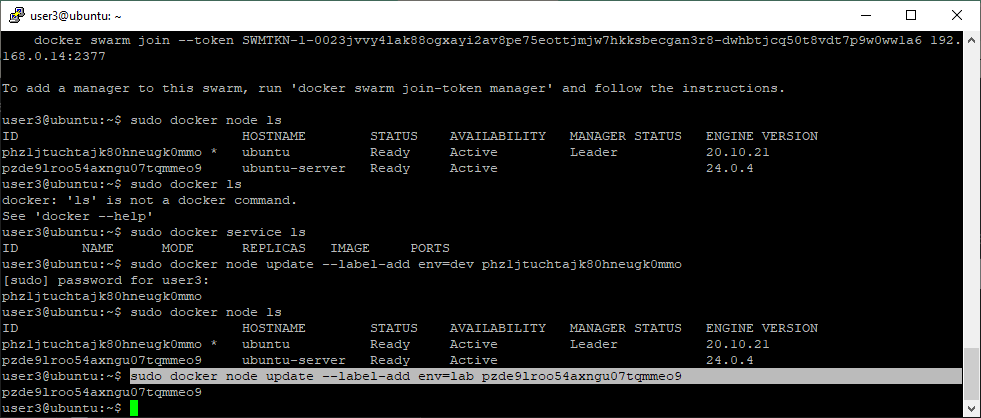 user3@ubuntu: ~
docker swarm join --token SWMTKN-1-0023jvvy4lak88ogxayi2av8pe75eottjmjw7hkksbecgan3r8-dwhbtjcq50t8vdt7p9w0ww1a6 192.
168.0.14:2377
To add a manager to this swarm, run 'docker swarm join-token manager' and follow the instructions.
user3@ubuntu:~$ sudo docker node ls
ID HOSTNAME STATUS AVAILABILITY MANAGER STATUS ENGINE VERSION
phz1jtuchtajk80hneugk0mmo * ubuntu Ready Active Leader 20.10.21
pzde9lroo54axngu07tqmmeo9 ubuntu-server Ready Active 24.0.4
user3@ubuntu:~$ sudo docker ls
docker: 'ls' is not a docker command.
See 'docker --help'
user3@ubuntu:~$ sudo docker service ls
ID NAME MODE REPLICAS IMAGE PORTS
user3@ubuntu:~$ sudo docker node update --label-add env=dev phz1jtuchtajk80hneugk0mmo
[sudo] password for user3:
phz1jtuchtajk80hneugk0mmo
user3@ubuntu:~$ sudo docker node ls
ID HOSTNAME STATUS AVAILABILITY MANAGER STATUS ENGINE VERSION
phz1jtuchtajk80hneugk0mmo * ubuntu Ready Active Leader 20.10.21
pzde9lroo54axngu07tqmmeo9 ubuntu-server Ready Active 24.0.4
user3@ubuntu:~$ sudo docker node update --label-add env=lab pzde9lroo54axngu07tqmmeo9
pzde9lroo54axngu07tqmmeo9
user3@ubuntu:~$